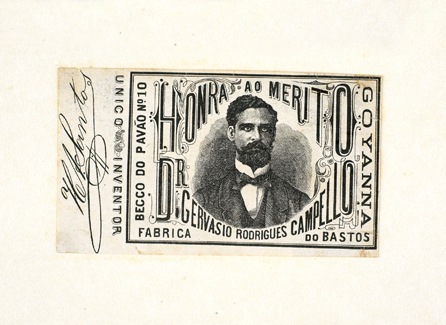 UNICO INVENTOR
BECCO DO PAVÃO Nº 10
HONRA AO MERITO
DR. GERVASIO RODRIGUES CAMPELLO
FABRICA DO BASTOS
GOYANNA